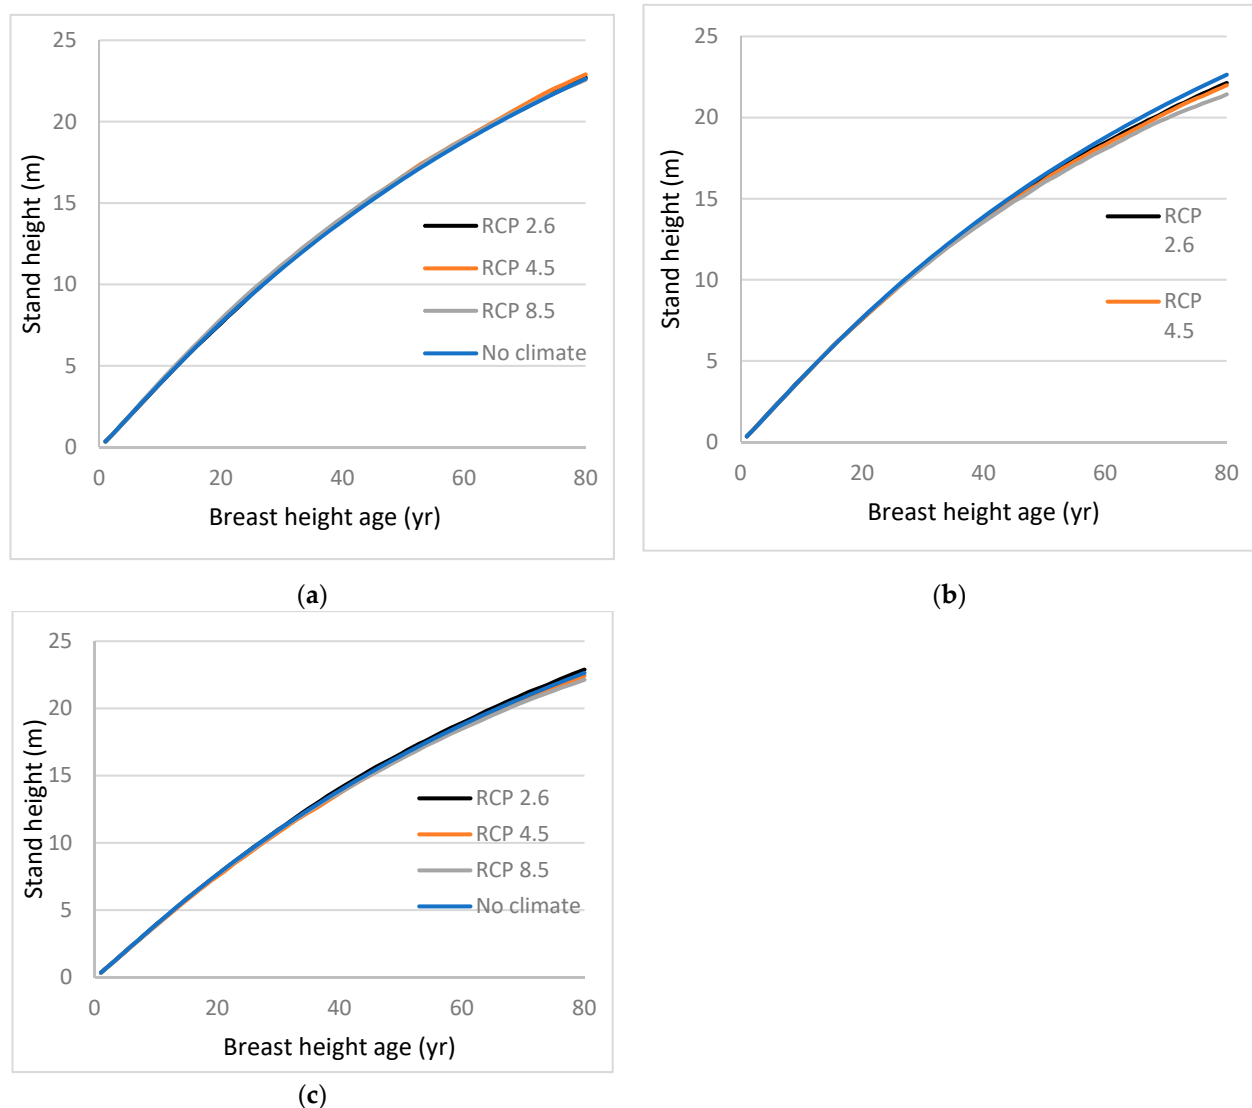 25
20
15
10
5
0
Stand height (m)
RCP 2.6
RCP 4.5
RCP 8.5
No climate
0 20 40 60 80
Breast height age (yr)
(a)
25
20
15
10
5
0
Stand height (m)
RCP
2.6
RCP
4.5
0 20 40 60 80
Breast height age (yr)
(b)
25
20
15
10
5
0
Stand height (m)
RCP 2.6
RCP 4.5
RCP 8.5
No climate
0 20 40 60 80
Breast height age (yr)
(c)